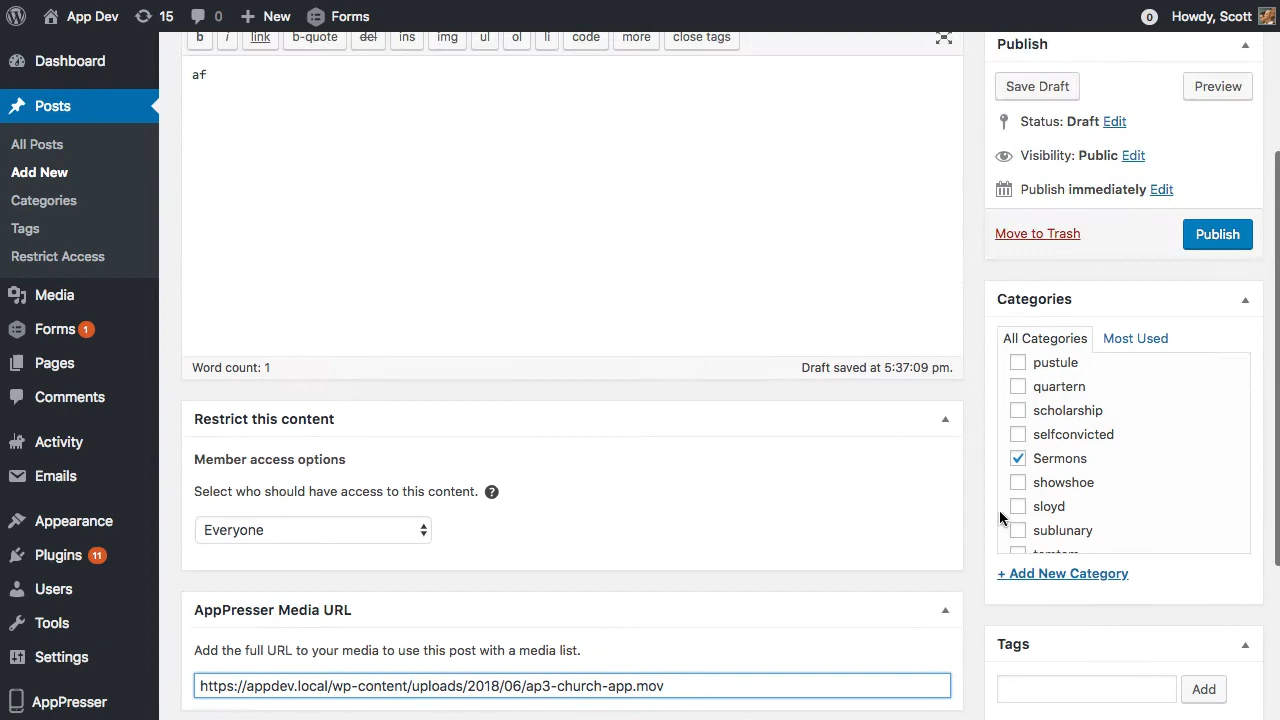 App Dev 15 0 New Forms 0 Howdy, Scott
Dashboard
Posts
All Posts
Add New
Categories
Tags
Restrict Access
Media
Forms 1
Pages
Comments
Activity
Emails
Appearance
Plugins 11
Users
Tools
Settings
AppPresser
b i link b-quote del ins img ul ol li code more close tags
af
Word count: 1 Draft saved at 5:37:09 pm.
Restrict this content
Member access options
Select who should have access to this content. ?
Everyone
AppPresser Media URL
Add the full URL to your media to use this post with a media list.
https://appdev.local/wp-content/uploads/2018/06/ap3-church-app.mov
Publish
Save Draft Preview
Status: Draft Edit
Visibility: Public Edit
Publish immediately Edit
Move to Trash Publish
Categories
All Categories Most Used
pustule
quartern
scholarship
selfconvicted
Sermons
showshoe
sloyd
sublunary
+ Add New Category
Tags
Add